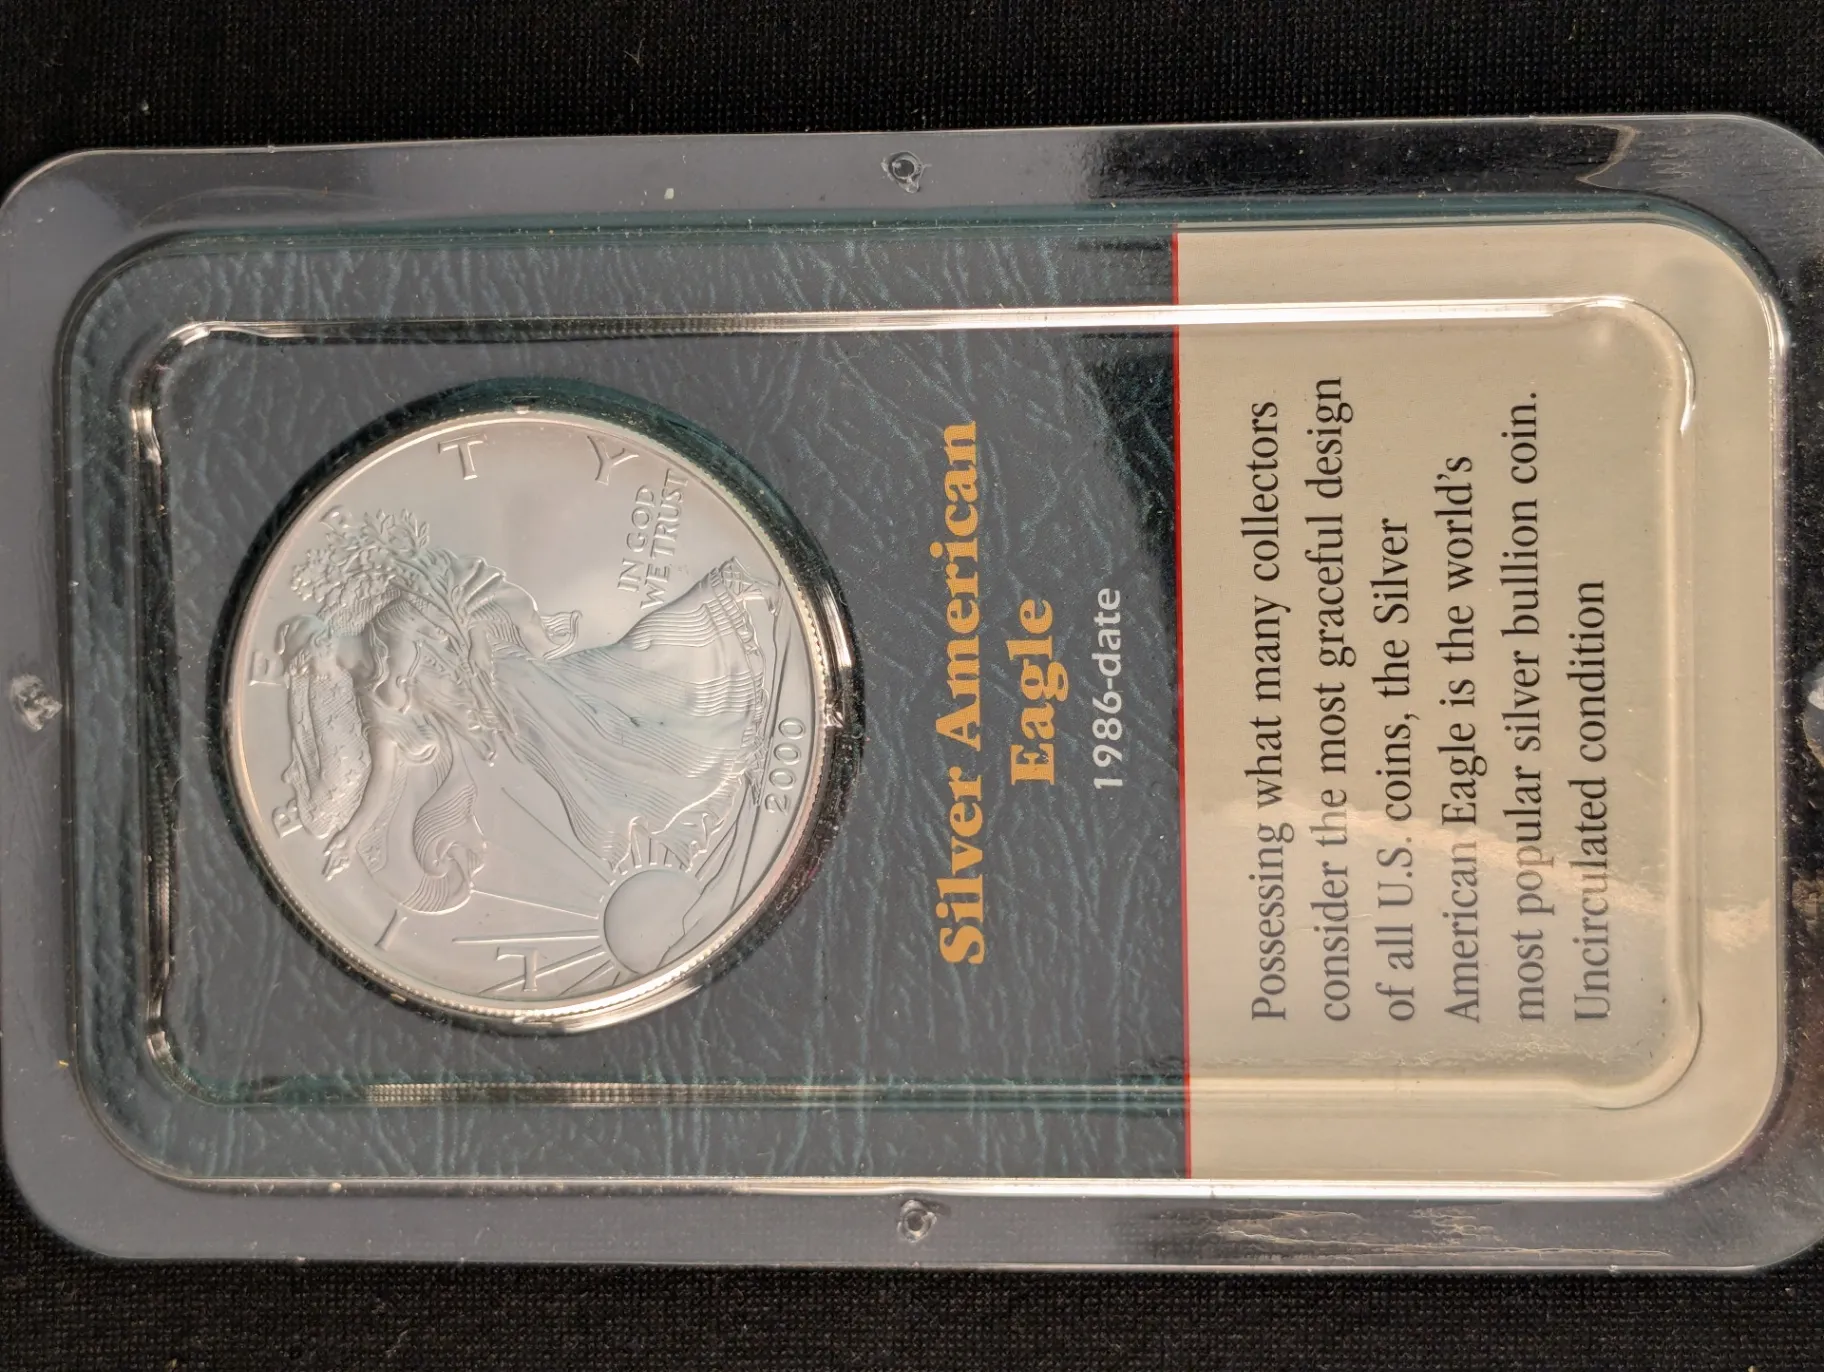 LIBERTY
IN GOD
WE TRUST
2000
Silver American
Eagle
1986-date
Possessing what many collectors
consider the most graceful design
of all U.S. coins, the Silver
American Eagle is the world's
most popular silver bullion coin.
Uncirculated condition